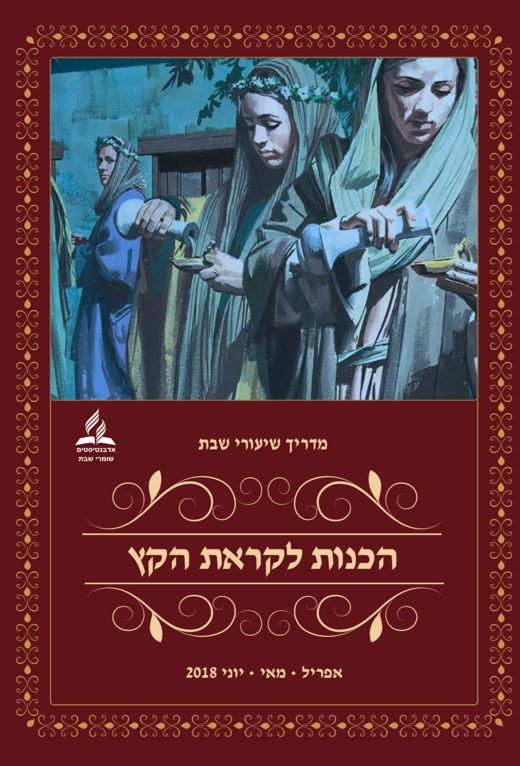 אדבנטיסטים
שומרי שבת
מדריך שיעורי שבת
הכנות לקראת הקץ
אפריל • מאי • יוני 2018